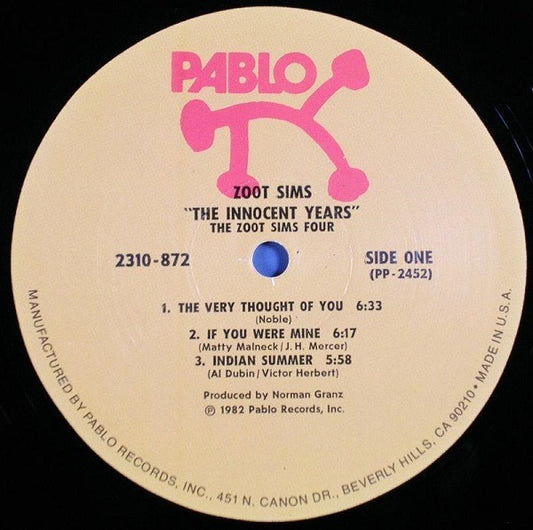 PABLO
ZOOT SIMS
"THE INNOCENT YEARS"
THE ZOOT SIMS FOUR
2310-872
SIDE ONE
(PP-2452)
1. THE VERY THOUGHT OF YOU 6:33
(Noble)
2. IF YOU WERE MINE 6:17
(Matty Malneck/J.H. Mercer)
3. INDIAN SUMMER 5:58
(Al Dubin/Victor Herbert)
Produced by Norman Granz
℗ 1982 Pablo Records, Inc.
MANUFACTURED BY PABLO RECORDS, INC., 451 N. CANON DR., BEVERLY HILLS, CA 90210 • MADE IN U.S.A.